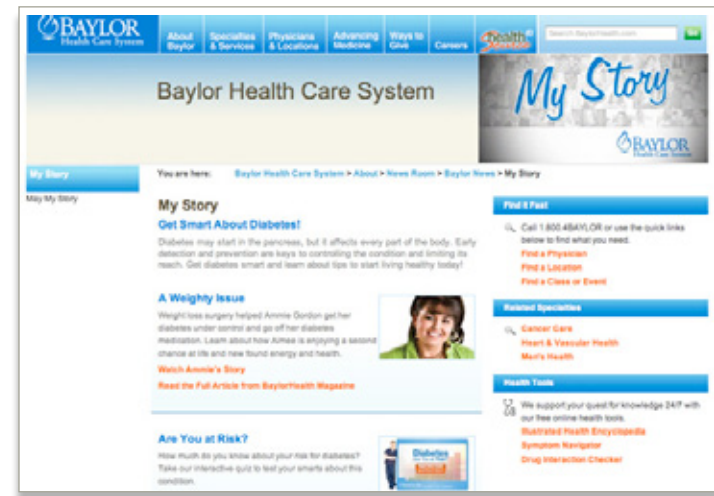 BAYLOR
Health Care System
About Baylor
Specialties & Services
Physicians & Locations
Advancing Medicine
Ways to Give
Careers
health
Search BaylorHealth.com
Baylor Health Care System
My Story
BAYLOR
Health Care System
My Story
May My Story
You are here: Baylor Health Care System > About > News Room > Baylor News > My Story
My Story
Get Smart About Diabetes!
Diabetes may start in the pancreas, but it affects every part of the body. Early
detection and prevention are keys to controlling the condition and limiting its
reach. Get diabetes smart and learn about tips to start living healthy today!
A Weighty Issue
Weight loss surgery helped Ammie Gordon get her
diabetes under control and go off her diabetes
medication. Learn about how Aimee is enjoying a second
chance at life and new found energy and health.
Watch Ammie's Story
Read the Full Article from BaylorHealth Magazine
Are You at Risk?
How much do you know about your risk for diabetes?
Take our interactive quiz to test your smarts about this
condition.
Diabetes
Find It Fast
Call 1.800.4BAYLOR or use the quick links
below to find what you need.
Find a Physician
Find a Location
Find a Class or Event
Related Specialties
Cancer Care
Heart & Vascular Health
Men's Health
Health Tools
We support your quest for knowledge 24/7 with
our free online health tools.
Illustrated Health Encyclopedia
Symptom Navigator
Drug Interaction Checker